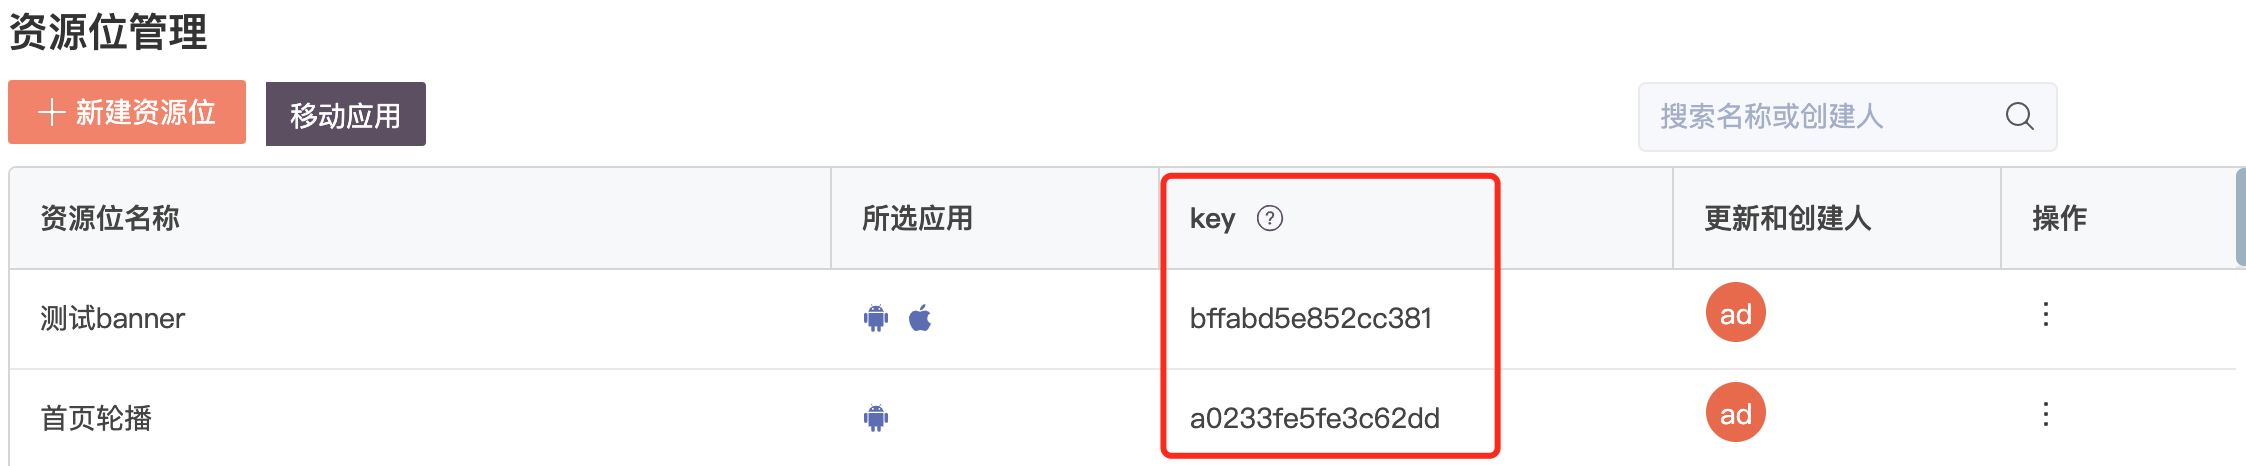 资源位管理
新建资源位 移动应用 搜索名称或创建人
资源位名称 所选应用 key ? 更新和创建人 操作
测试banner bffabd5e852cc381 ad
首页轮播 a0233fe5fe3c62dd ad